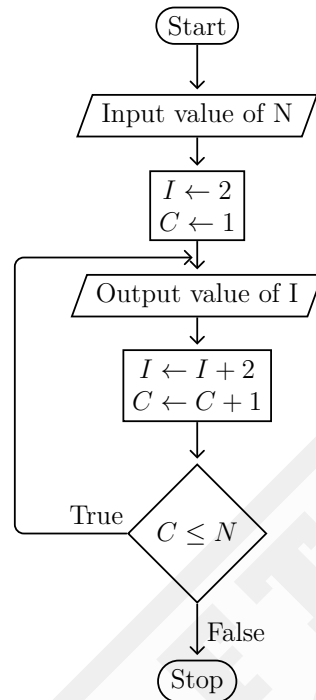 Start
Input value of N
I ← 2
C ← 1
Output value of I
I ← I + 2
C ← C + 1
True
C ≤ N
False
Stop